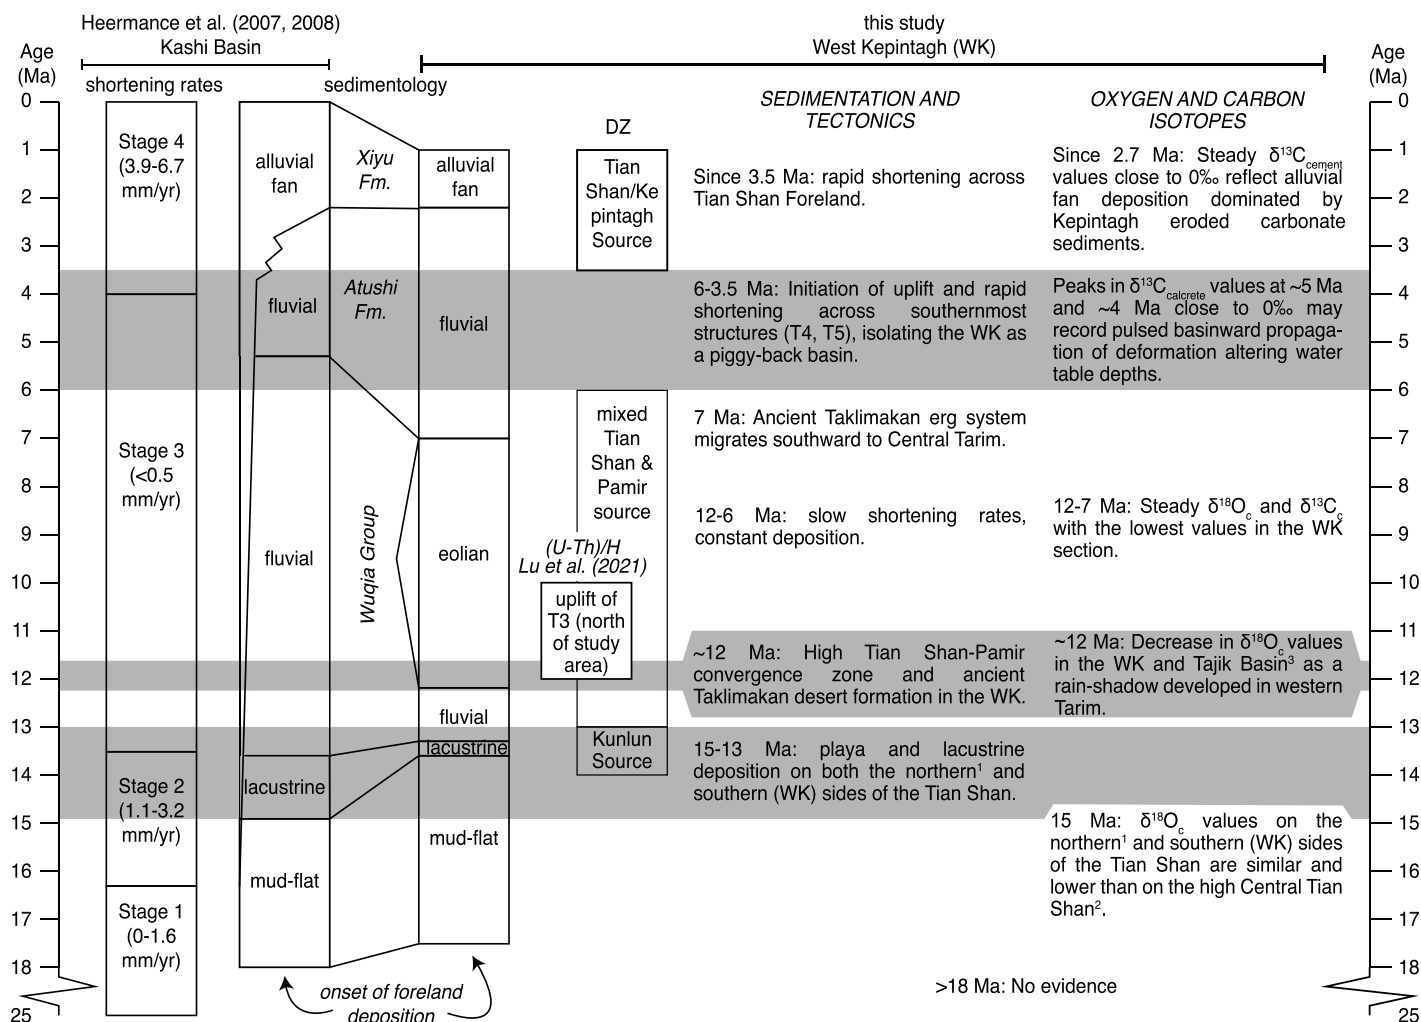 Heermance et al. (2007, 2008)
Kashi Basin
this study
West Kepintagh (WK)
Age
(Ma)
shortening rates
sedimentology
Age
(Ma)
0
1
2
3
4
5
6
7
8
9
10
11
12
13
14
15
16
17
18
25
Stage 4
(3.9-6.7
mm/yr)
Stage 3
(<0.5
mm/yr)
Stage 2
(1.1-3.2
mm/yr)
Stage 1
(0-1.6
mm/yr)
alluvial
fan
fluvial
fluvial
lacustrine
mud-flat
Xiyu
Fm.
Atushi
Fm.
Wuqia Group
alluvial
fan
fluvial
eolian
fluvial
lacustrine
mud-flat
onset of foreland
deposition
DZ
Tian
Shan/Ke
pintagh
Source
mixed
Tian
Shan &
Pamir
source
(U-Th)/H
Lu et al. (2021)
uplift of
T3 (north
of study
area)
Kunlun
Source
SEDIMENTATION AND
TECTONICS
Since 3.5 Ma: rapid shortening across
Tian Shan Foreland.
6-3.5 Ma: Initiation of uplift and rapid
shortening across southernmost
structures (T4, T5), isolating the WK as
a piggy-back basin.
7 Ma: Ancient Taklimakan erg system
migrates southward to Central Tarim.
12-6 Ma: slow shortening rates,
constant deposition.
~12 Ma: High Tian Shan-Pamir
convergence zone and ancient
Taklimakan desert formation in the WK.
15-13 Ma: playa and lacustrine
deposition on both the northern¹ and
southern (WK) sides of the Tian Shan.
OXYGEN AND CARBON
ISOTOPES
Since 2.7 Ma: Steady δ¹³Ccement
values close to 0‰ reflect alluvial
fan deposition dominated by
Kepintagh eroded carbonate
sediments.
Peaks in δ¹³Ccalcrete values at ~5 Ma
and ~4 Ma close to 0‰ may
record pulsed basinward propaga-
tion of deformation altering water
table depths.
12-7 Ma: Steady δ¹⁸Oc and δ¹³Cc
with the lowest values in the WK
section.
~12 Ma: Decrease in δ¹⁸Oc values
in the WK and Tajik Basin³ as a
rain-shadow developed in western
Tarim.
15 Ma: δ¹⁸Oc values on the
northern¹ and southern (WK) sides
of the Tian Shan are similar and
lower than on the high Central Tian
Shan².
>18 Ma: No evidence
0
1
2
3
4
5
6
7
8
9
10
11
12
13
14
15
16
17
18
25